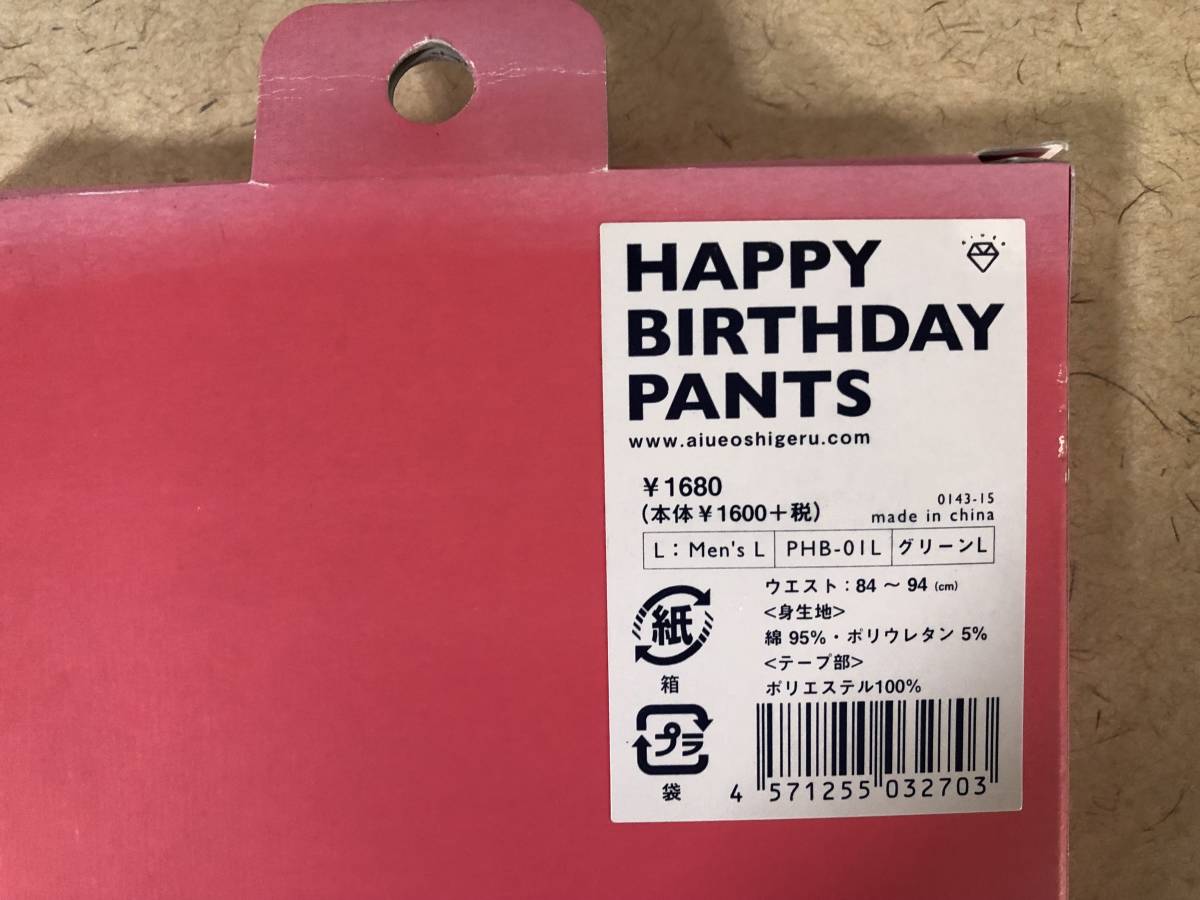 HAPPY
BIRTHDAY
PANTS
www.aiueoshigeru.com
￥1680
(本体￥1600＋税)
0143-15
made in china
L：Men's L PHB-01L グリーンL
ウエスト：84 ～ 94 (cm)
<身生地>
綿 95%・ポリウレタン 5%
<テープ部>
ポリエステル100%
紙
箱
プラ
袋
4 571255 032703